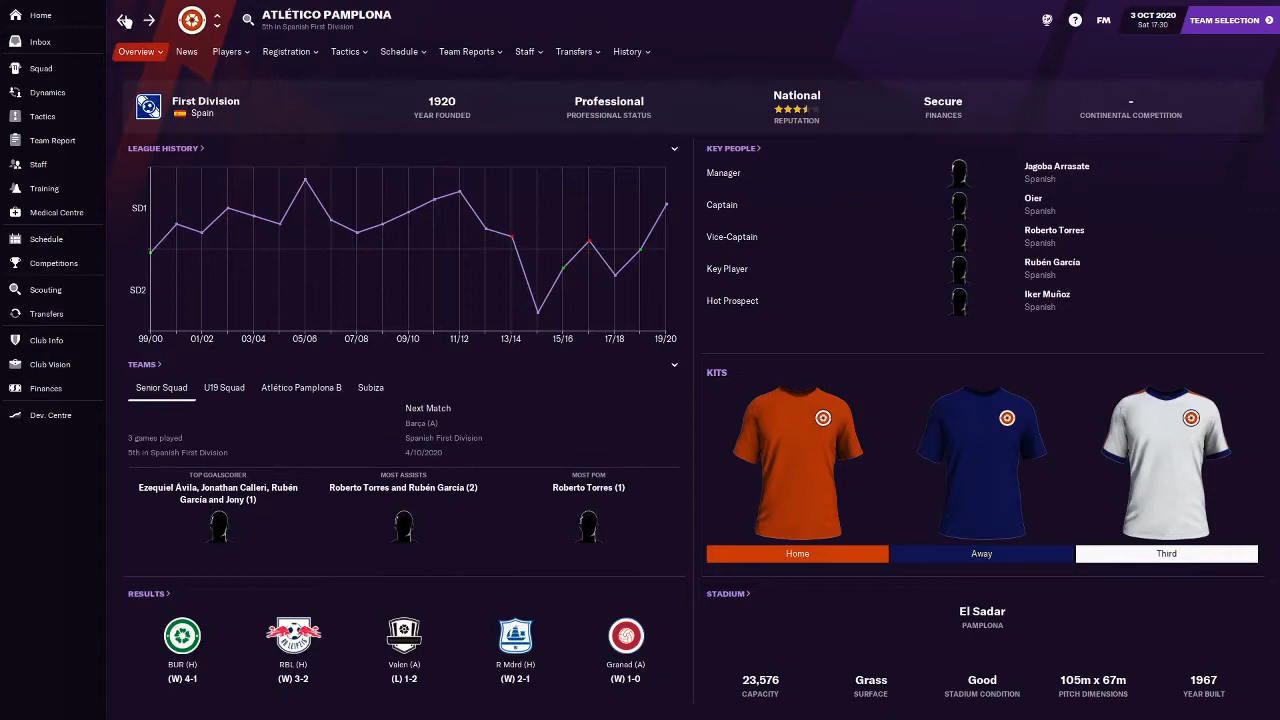 ATLÉTICO PAMPLONA
5th in Spanish First Division
FM
3 OCT 2020
Sat 17:30
TEAM SELECTION
Home
Inbox
Squad
Dynamics
Tactics
Team Report
Staff
Training
Medical Centre
Schedule
Competitions
Scouting
Transfers
Club Info
Club Vision
Finances
Dev. Centre
Overview
News
Players
Registration
Tactics
Schedule
Team Reports
Staff
Transfers
History
First Division
Spain
1920
YEAR FOUNDED
Professional
PROFESSIONAL STATUS
National
REPUTATION
Secure
FINANCES
-
CONTINENTAL COMPETITION
LEAGUE HISTORY
SD1
SD2
99/00 01/02 03/04 05/06 07/08 09/10 11/12 13/14 15/16 17/18 19/20
TEAMS
Senior Squad
U19 Squad
Atlético Pamplona B
Subiza
Next Match
Barça (A)
3 games played
Spanish First Division
5th in Spanish First Division
4/10/2020
TOP GOALSCORER
Ezequiel Ávila, Jonathan Calleri, Rubén
García and Jony (1)
MOST ASSISTS
Roberto Torres and Rubén García (2)
MOST POM
Roberto Torres (1)
RESULTS
BUR (H)
(W) 4-1
RBL (H)
(W) 3-2
Valen (A)
(L) 1-2
R Mdrd (H)
(W) 2-1
Granad (A)
(W) 1-0
KEY PEOPLE
Manager
Jagoba Arrasate
Spanish
Captain
Oier
Spanish
Vice-Captain
Roberto Torres
Spanish
Key Player
Rubén García
Spanish
Hot Prospect
Iker Muñoz
Spanish
KITS
Home
Away
Third
STADIUM
El Sadar
PAMPLONA
23,576
CAPACITY
Grass
SURFACE
Good
STADIUM CONDITION
105m x 67m
PITCH DIMENSIONS
1967
YEAR BUILT